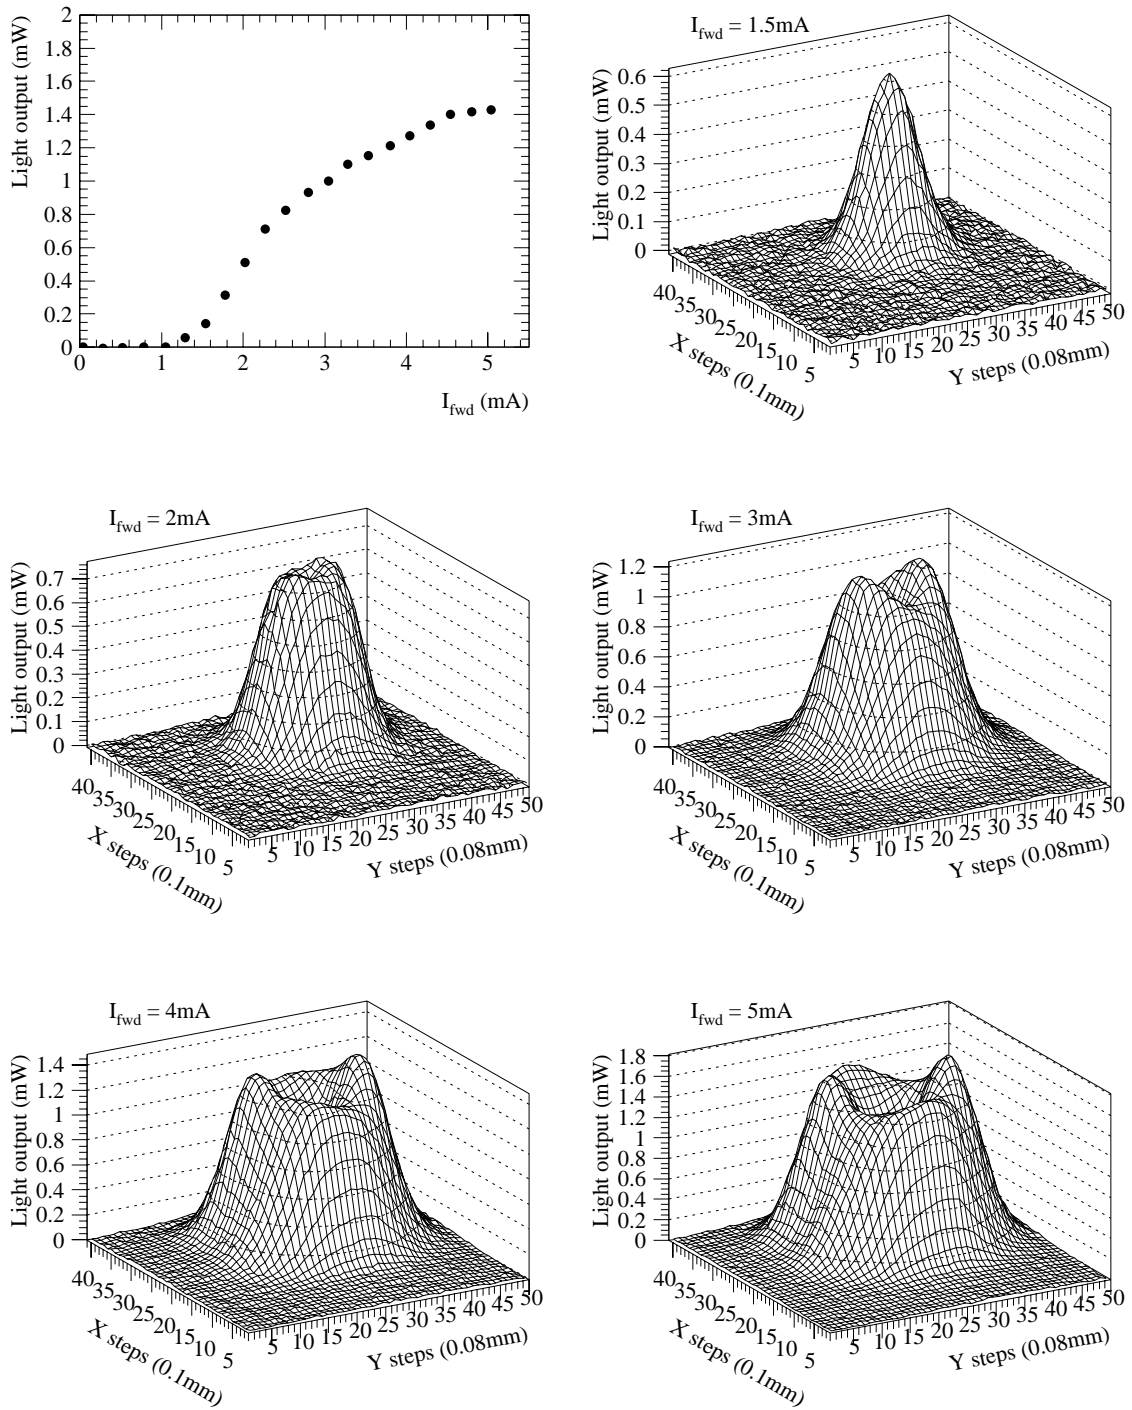 Light output (mW)
2
1.8
1.6
1.4
1.2
1
0.8
0.6
0.4
0.2
0
0 1 2 3 4 5
I_fwd (mA)
I_fwd = 1.5mA
Light output (mW)
0.6
0.5
0.4
0.3
0.2
0.1
0
40 35 30 25 20 15 10 5
X steps (0.1mm)
5 10 15 20 25 30 35 40 45 50
Y steps (0.08mm)
I_fwd = 2mA
Light output (mW)
0.7
0.6
0.5
0.4
0.3
0.2
0.1
0
40 35 30 25 20 15 10 5
X steps (0.1mm)
5 10 15 20 25 30 35 40 45 50
Y steps (0.08mm)
I_fwd = 3mA
Light output (mW)
1.2
1
0.8
0.6
0.4
0.2
0
40 35 30 25 20 15 10 5
X steps (0.1mm)
5 10 15 20 25 30 35 40 45 50
Y steps (0.08mm)
I_fwd = 4mA
Light output (mW)
1.4
1.2
1
0.8
0.6
0.4
0.2
0
40 35 30 25 20 15 10 5
X steps (0.1mm)
5 10 15 20 25 30 35 40 45 50
Y steps (0.08mm)
I_fwd = 5mA
Light output (mW)
1.8
1.6
1.4
1.2
1
0.8
0.6
0.4
0.2
0
40 35 30 25 20 15 10 5
X steps (0.1mm)
5 10 15 20 25 30 35 40 45 50
Y steps (0.08mm)